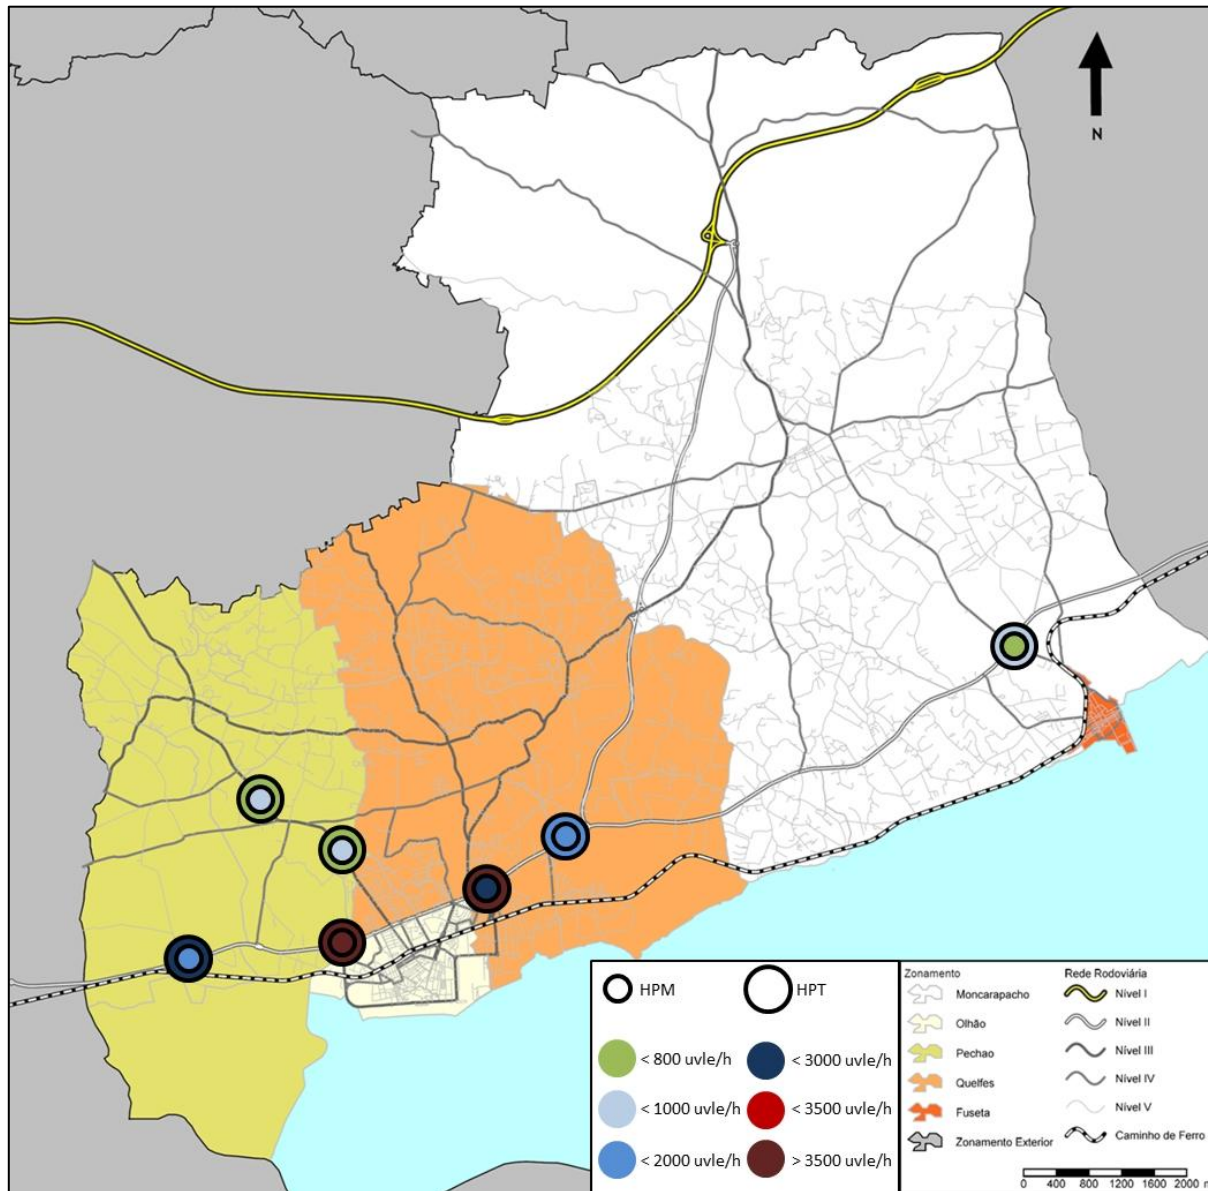 N
HPM
HPT
< 800 uvle/h
< 3000 uvle/h
< 1000 uvle/h
< 3500 uvle/h
< 2000 uvle/h
> 3500 uvle/h
Zonamento
Moncarapacho
Olhão
Pechao
Quelfes
Fuseta
Zonamento Exterior
Rede Rodoviária
Nível I
Nível II
Nível III
Nível IV
Nível V
Caminho de Ferro
0 400 800 1200 1600 2000 m